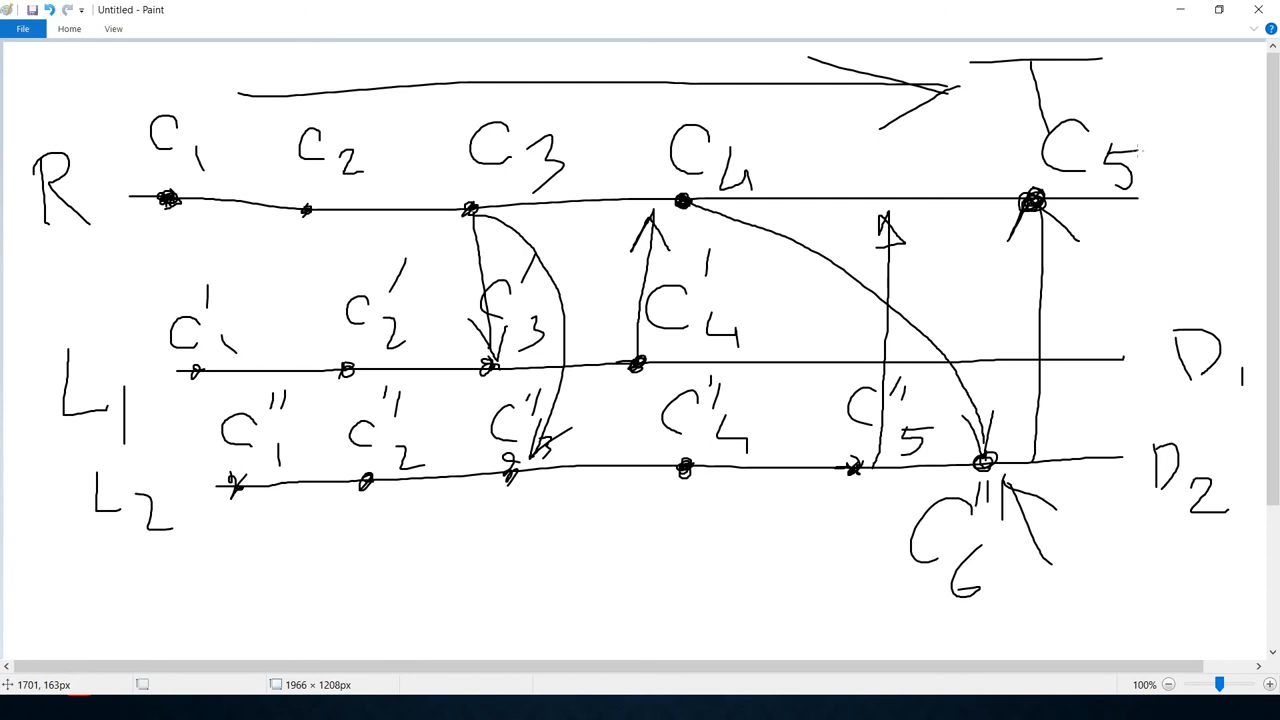 Untitled - Paint
File Home View
C1 C2 C3 C4 C5
R
C'1 C'2 C'3 C'4
L1 D1
C"1 C"2 C"3 C"4 C"5
L2 D2
C"6
1701, 163px 1966 × 1208px 100%